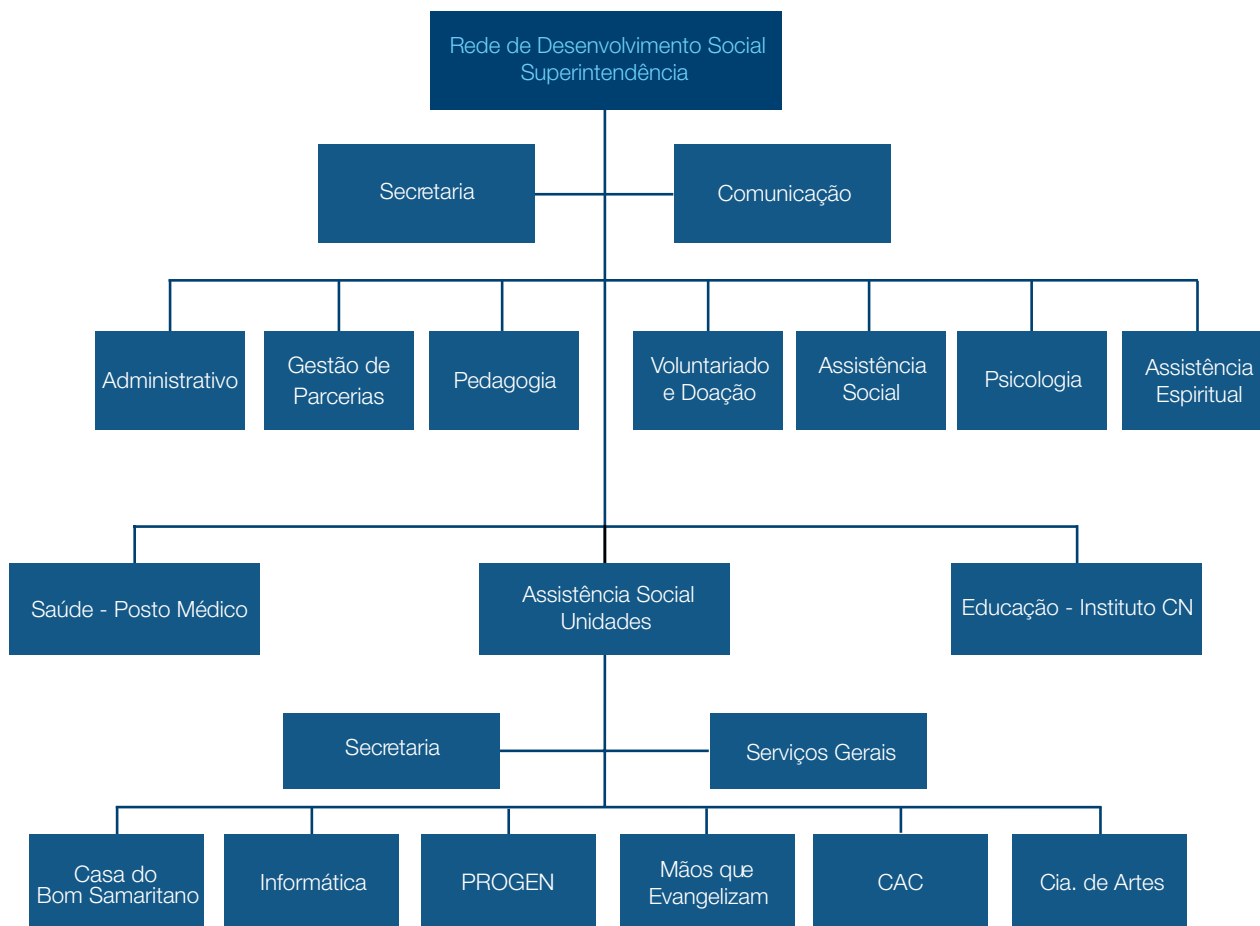 Rede de Desenvolvimento Social
Superintendência
Secretaria
Comunicação
Administrativo
Gestão de
Parcerias
Pedagogia
Voluntariado
e Doação
Assistência
Social
Psicologia
Assistência
Espiritual
Saúde - Posto Médico
Assistência Social
Unidades
Educação - Instituto CN
Secretaria
Serviços Gerais
Casa do
Bom Samaritano
Informática
PROGEN
Mãos que
Evangelizam
CAC
Cia. de Artes